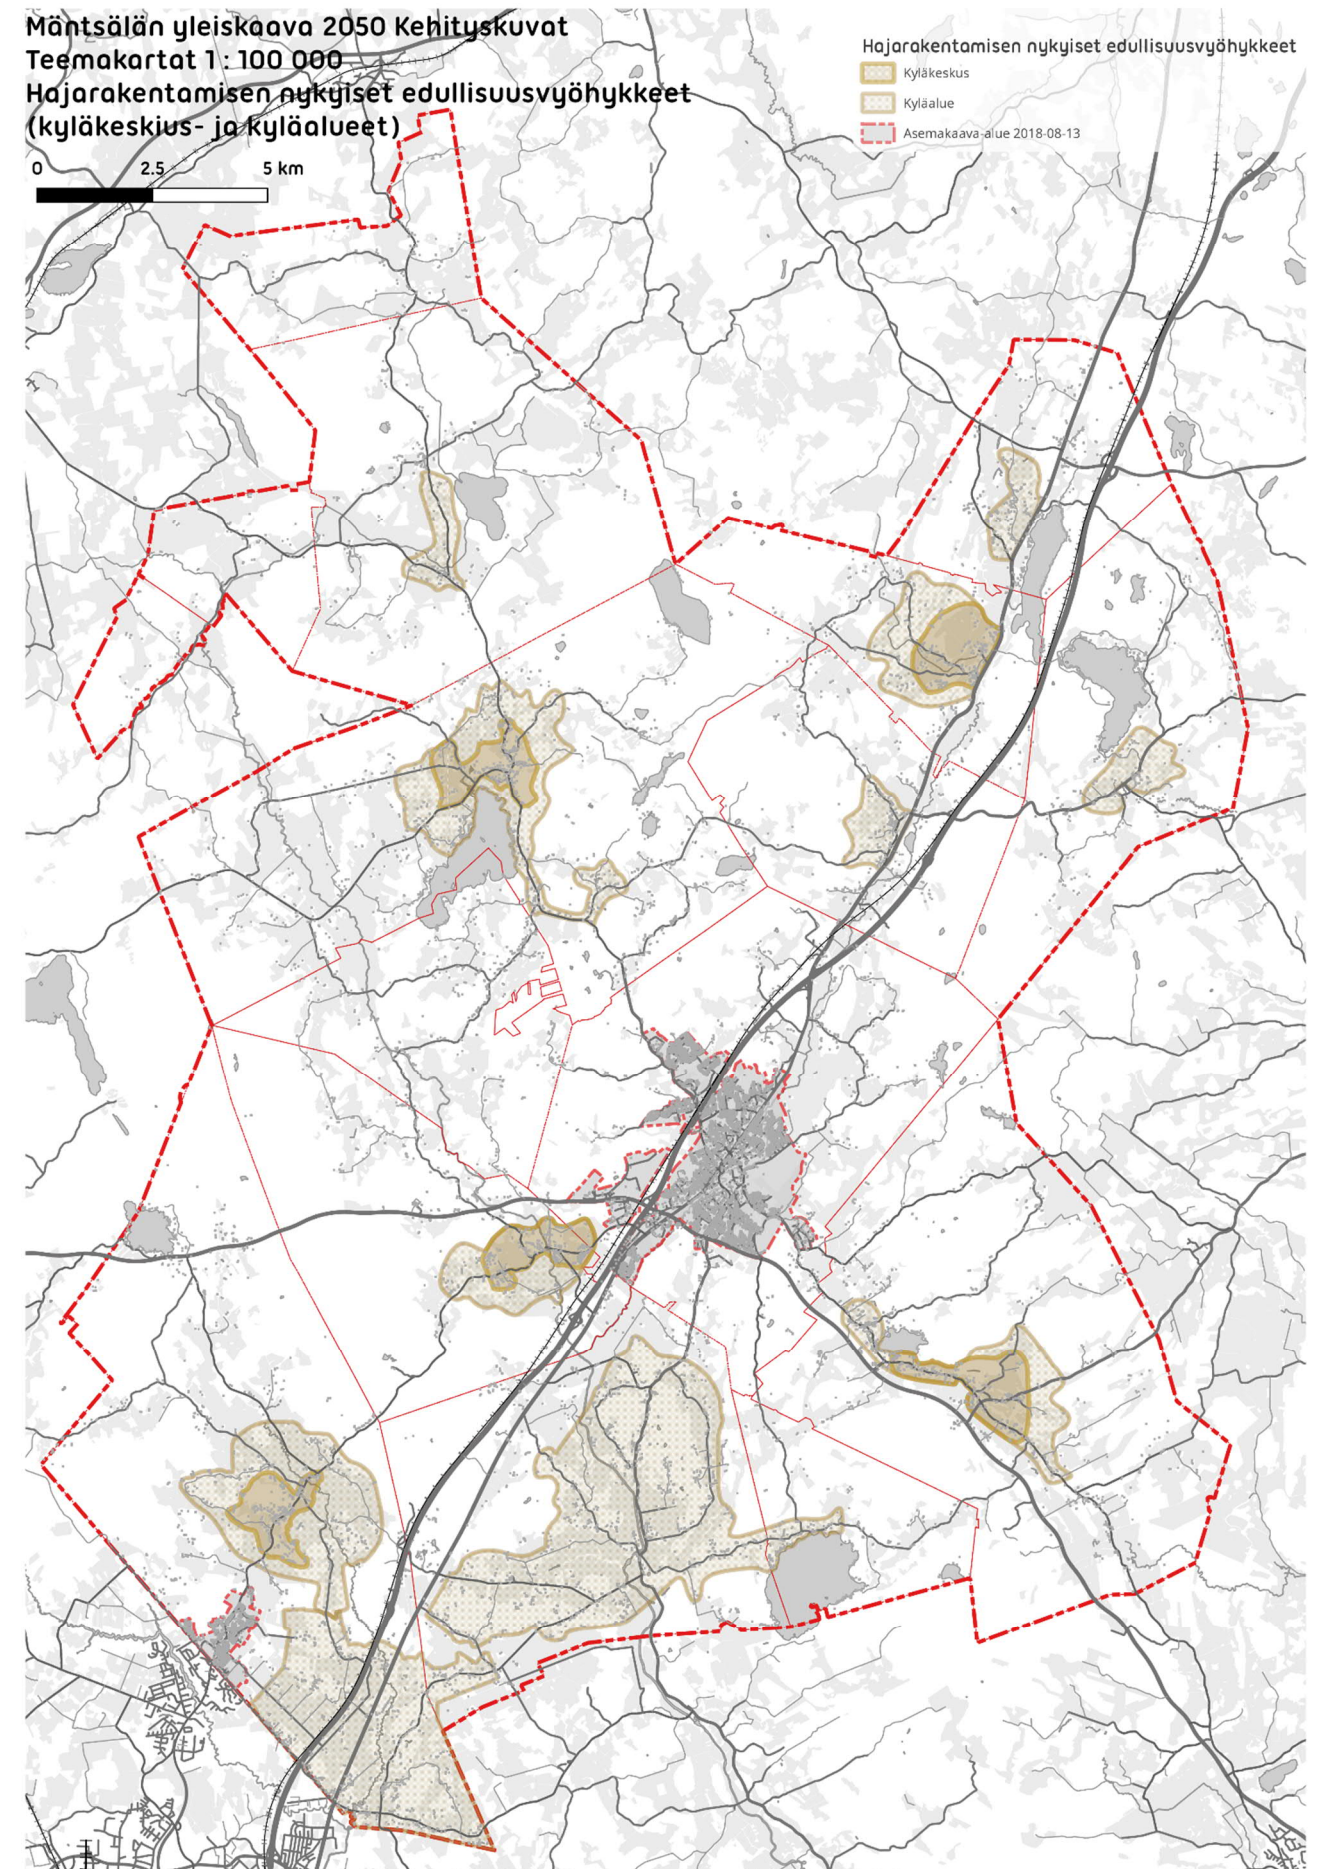 Mäntsälän yleiskaava 2050 Kehityskuvat
Teemakartat 1 : 100 000
Hajarakentamisen nykyiset edullisuusvyöhykkeet
(kyläkeskius- ja kyläalueet)
0 2.5 5 km
Hajarakentamisen nykyiset edullisuusvyöhykkeet
Kyläkeskus
Kyläalue
Asemakaava-alue 2018-08-13